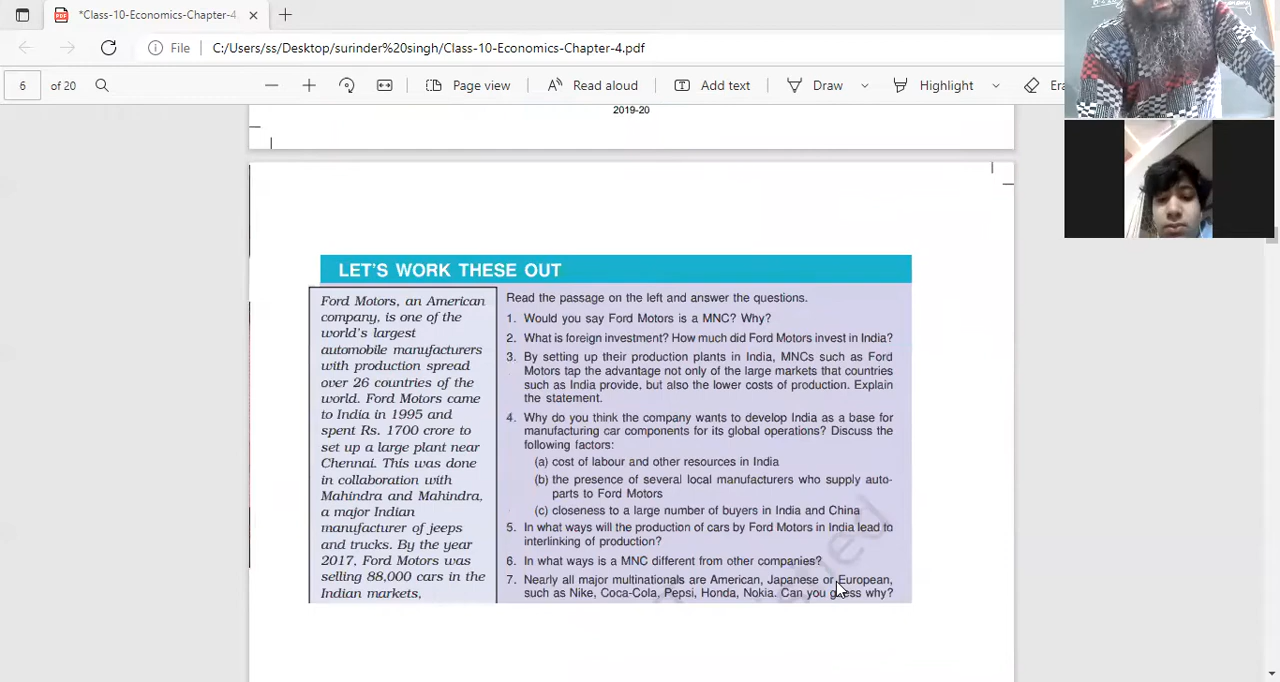 *Class-10-Economics-Chapter-4
File
C:/Users/ss/Desktop/surinder%20singh/Class-10-Economics-Chapter-4.pdf
6 of 20
Page view
Read aloud
Add text
Draw
Highlight
2019-20
LET'S WORK THESE OUT
Ford Motors, an American
company, is one of the
world's largest
automobile manufacturers
with production spread
over 26 countries of the
world. Ford Motors came
to India in 1995 and
spent Rs. 1700 crore to
set up a large plant near
Chennai. This was done
in collaboration with
Mahindra and Mahindra,
a major Indian
manufacturer of jeeps
and trucks. By the year
2017, Ford Motors was
selling 88,000 cars in the
Indian markets,
Read the passage on the left and answer the questions.
1. Would you say Ford Motors is a MNC? Why?
2. What is foreign investment? How much did Ford Motors invest in India?
3. By setting up their production plants in India, MNCs such as Ford
Motors tap the advantage not only of the large markets that countries
such as India provide, but also the lower costs of production. Explain
the statement.
4. Why do you think the company wants to develop India as a base for
manufacturing car components for its global operations? Discuss the
following factors:
(a) cost of labour and other resources in India
(b) the presence of several local manufacturers who supply auto-
parts to Ford Motors
(c) closeness to a large number of buyers in India and China
5. In what ways will the production of cars by Ford Motors in India lead to
interlinking of production?
6. In what ways is a MNC different from other companies?
7. Nearly all major multinationals are American, Japanese or European,
such as Nike, Coca-Cola, Pepsi, Honda, Nokia. Can you guess why?